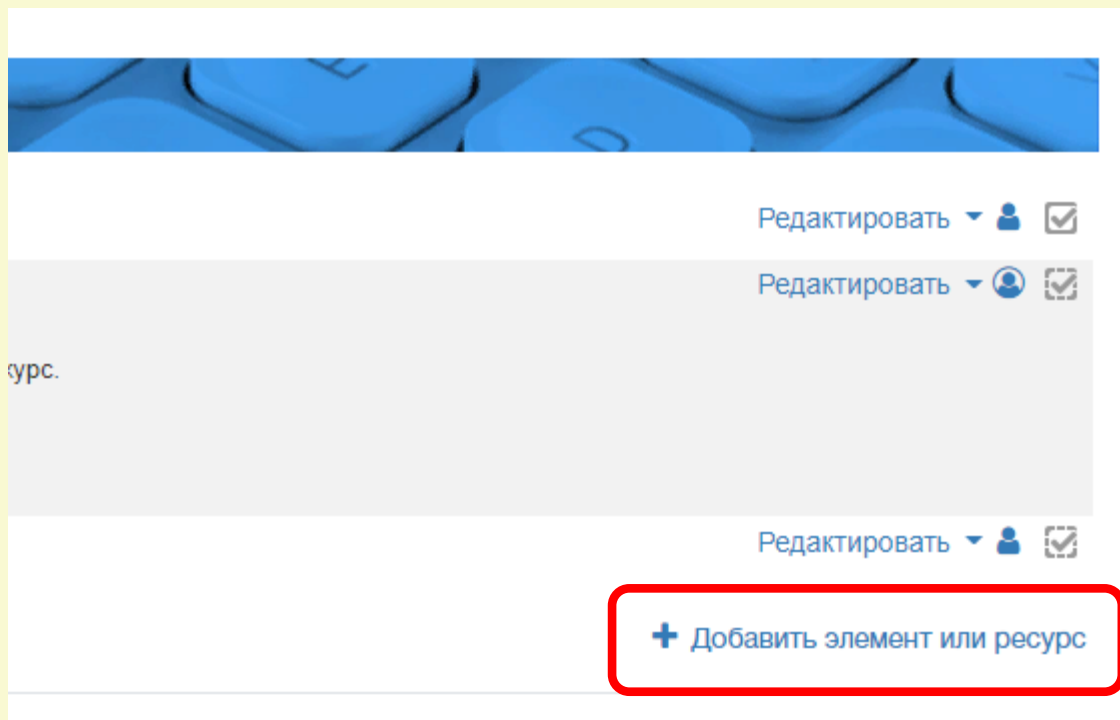 E
D
Редактировать
Редактировать
курс.
Редактировать
Добавить элемент или ресурс